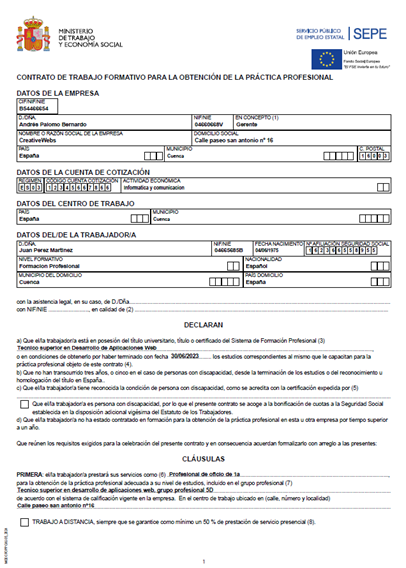 MINISTERIO
DE TRABAJO
Y ECONOMÍA SOCIAL
SERVICIO PÚBLICO
DE EMPLEO ESTATAL
SEPE
Unión Europea
Fondo Social Europeo
CONTRATO DE TRABAJO FORMATIVO PARA LA OBTENCIÓN DE LA PRÁCTICA PROFESIONAL
DATOS DE LA EMPRESA
CIF/NIF/NIE
B54466654
D./DÑA. NIF/NIE EN CONCEPTO (1)
Andrés Palomo Bernardo 04660668V Gerente
NOMBRE O RAZÓN SOCIAL DE LA EMPRESA DOMICILIO SOCIAL
CreativeWebs Calle paseo san antonio nº 16
PAÍS MUNICIPIO C. POSTAL
España Cuenca 16003
DATOS DE LA CUENTA DE COTIZACIÓN
RÉGIMEN CÓDIGO CUENTA COTIZACIÓN ACTIVIDAD ECONÓMICA
Informatica y comunicacion
DATOS DEL CENTRO DE TRABAJO
PAÍS MUNICIPIO
España Cuenca
DATOS DEL/DE LA TRABAJADOR/A
D./DÑA. NIF/NIE FECHA NACIMIENTO Nº AFILIACIÓN SEGURIDAD SOCIAL
Juan Perez Martinez 04665685B 04/06/1975
NIVEL FORMATIVO NACIONALIDAD
Formacion Profesional Español
MUNICIPIO DEL DOMICILIO PAÍS DOMICILIO
Cuenca España
con la asistencia legal, en su caso, de D./Dña.
con NIF/NIE , en calidad de (2)
DECLARAN
a) Que el/la trabajador/a está en posesión del título universitario, título o certificado del Sistema de Formación Profesional (3)
Tecnico superior en Desarrollo de Aplicaciones Web
o en condiciones de obtenerlo por haber terminado con fecha 30/06/2023 los estudios correspondientes al mismo que le capacitan para la
práctica profesional objeto de este contrato (4).
b) Que no han transcurrido tres años, o cinco en el caso de personas con discapacidad, desde la terminación de los estudios o del reconocimiento u
homologación del título en España.
c) Que el/la trabajador/a tiene reconocida la condición de persona con discapacidad, como se acredita con la certificación expedida por (5)
Que el/la trabajador/a es persona con discapacidad, por lo que el presente contrato se acoge a la bonificación de cuotas a la Seguridad Social
establecida en la disposición adicional vigésima del Estatuto de los Trabajadores.
d) Que el/la trabajador/a no ha estado contratado en formación para la obtención de la práctica profesional en esta u otra empresa por tiempo superior
a un año.
Que reúnen los requisitos exigidos para la celebración del presente contrato y en consecuencia acuerdan formalizarlo con arreglo a las presentes:
CLÁUSULAS
PRIMERA: el/la trabajador/a prestará sus servicios como (6) Profesional de oficio de 1a
para la obtención de la práctica profesional adecuada a su nivel de estudios, incluido en el grupo profesional (7)
Tecnico superior en desarrollo de aplicaciones web, grupo profesional 5D
de acuerdo con el sistema de calificación vigente en la empresa. En el centro de trabajo ubicado en (calle, número y localidad)
Calle paseo san antonio nº16
TRABAJO A DISTANCIA, siempre que se garantice como mínimo un 50 % de prestación de servicio presencial (8).
1